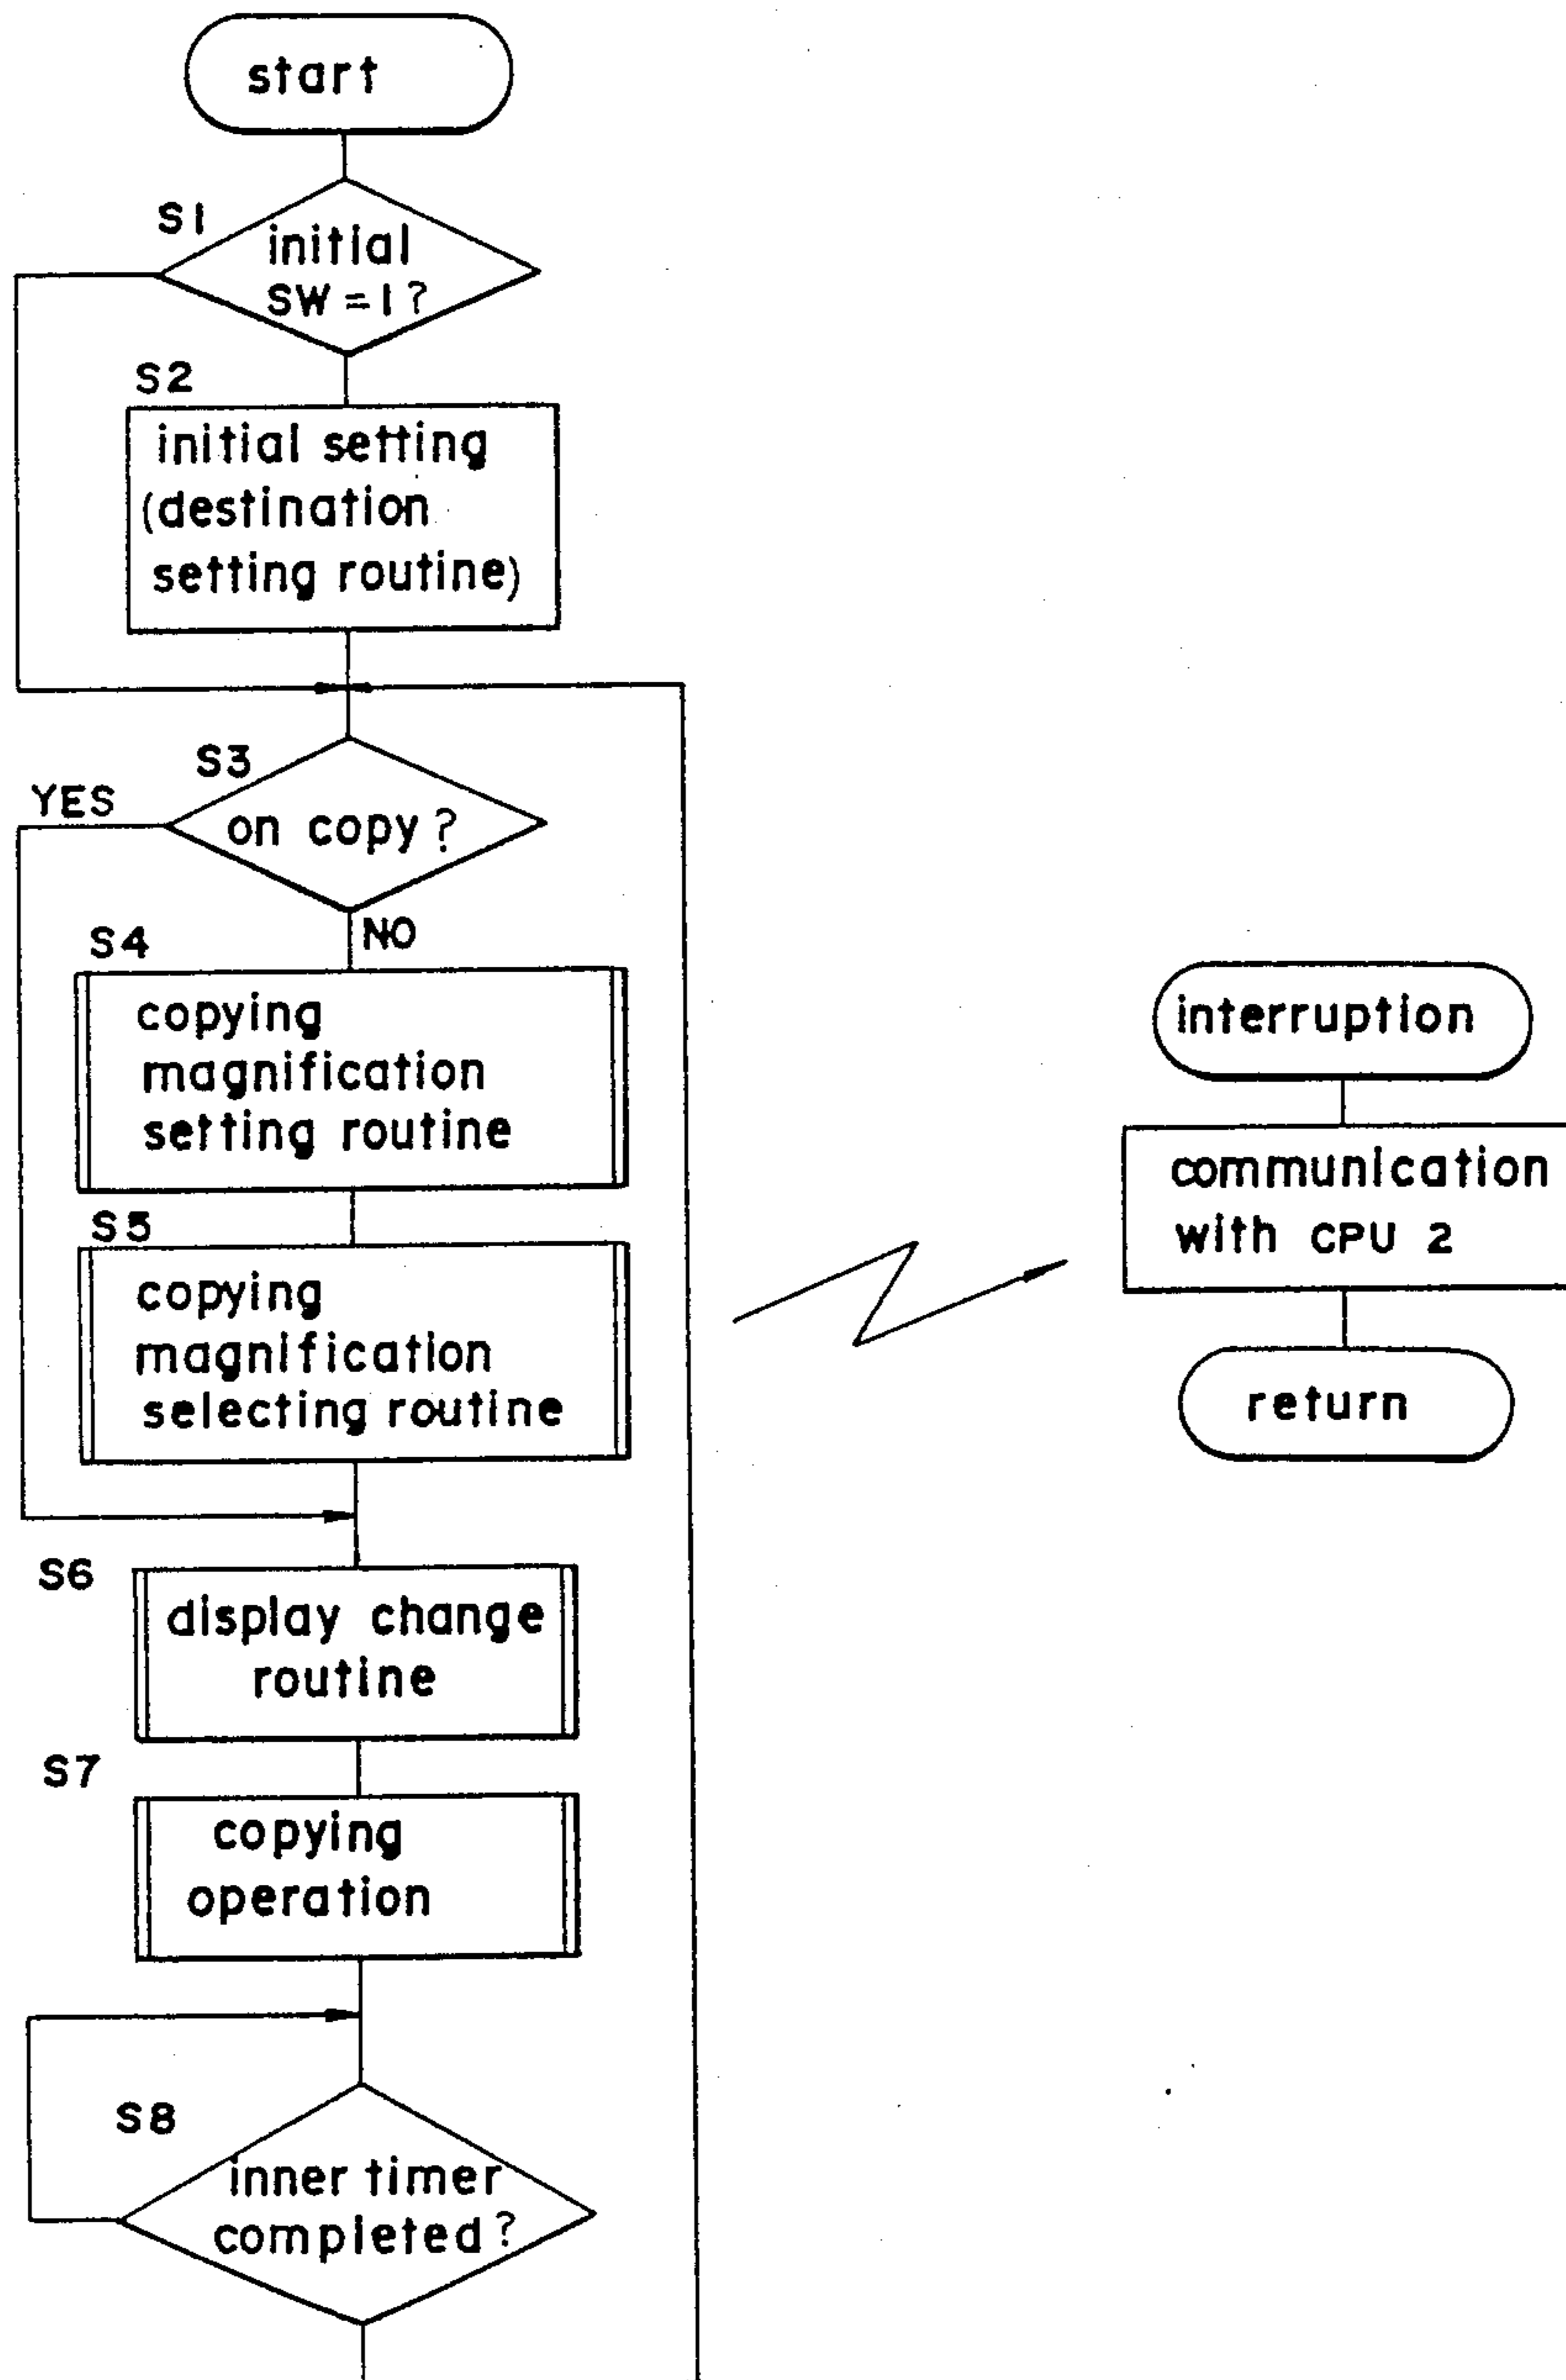 start
S1
initial
SW=1?
S2
initial setting
(destination
setting routine)
S3
YES
on copy?
NO
S4
copying
magnification
setting routine
S5
copying
magnification
selecting routine
S6
display change
routine
S7
copying
operation
S8
inner timer
completed?
interruption
communication
with CPU 2
return